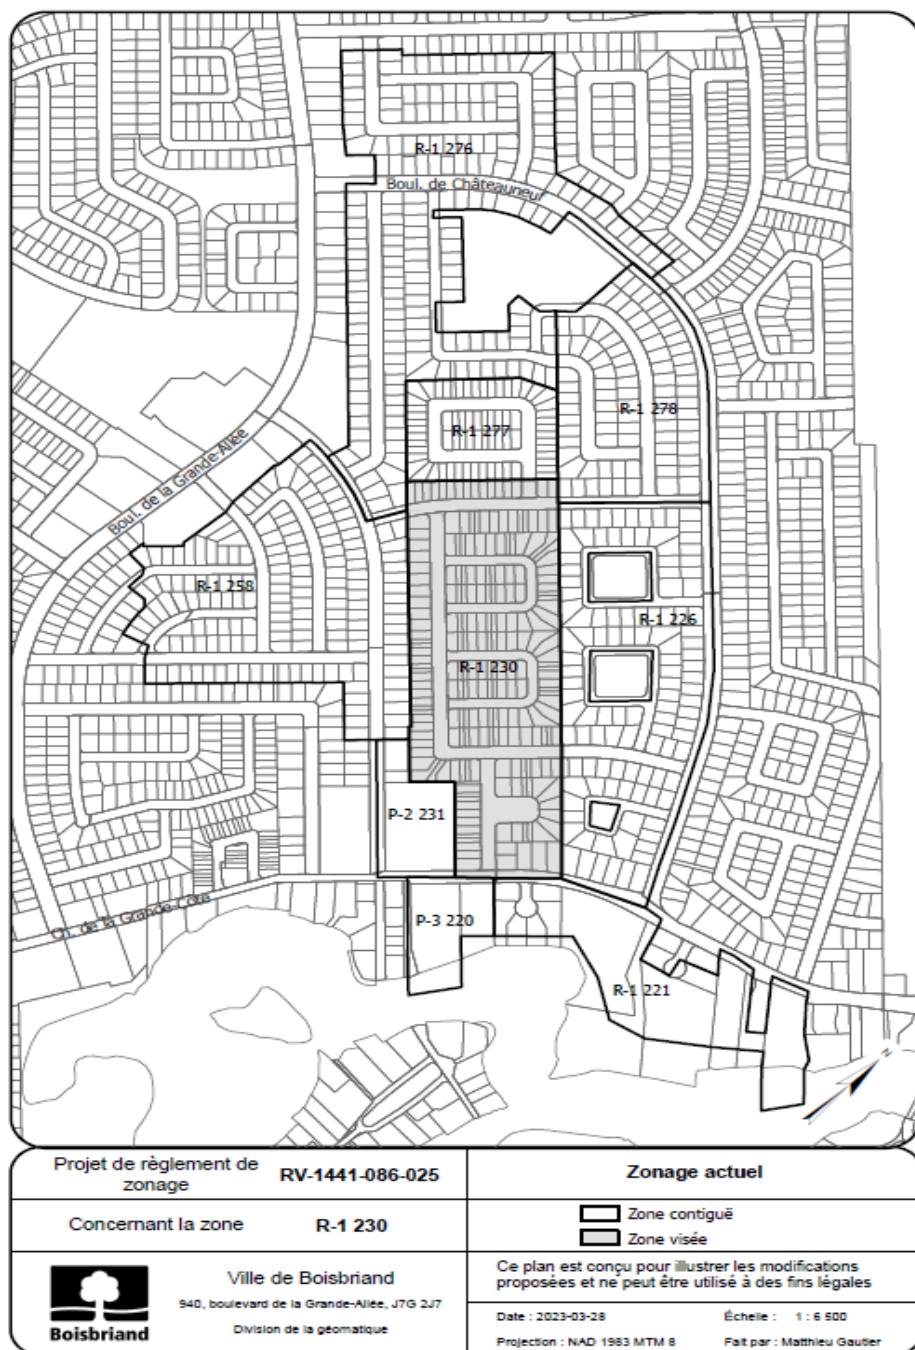 R-1 276
Boul. de Châteauneuf
R-1 278
R-1 277
Boul. de la Grande-Allée
R-1 258
R-1 226
R-1 230
P-2 231
Ch. de la Grande-Côte
P-3 220
R-1 221
N
Projet de règlement de
zonage
RV-1441-086-025
Zonage actuel
Concernant la zone
R-1 230
Zone contiguë
Zone visée
Ville de Boisbriand
940, boulevard de la Grande-Allée, J7G 2J7
Division de la géomatique
Boisbriand
Ce plan est conçu pour illustrer les modifications
proposées et ne peut être utilisé à des fins légales
Date : 2023-03-28
Échelle : 1 : 6 500
Projection : NAD 1983 MTM 8
Fait par : Matthieu Gautier